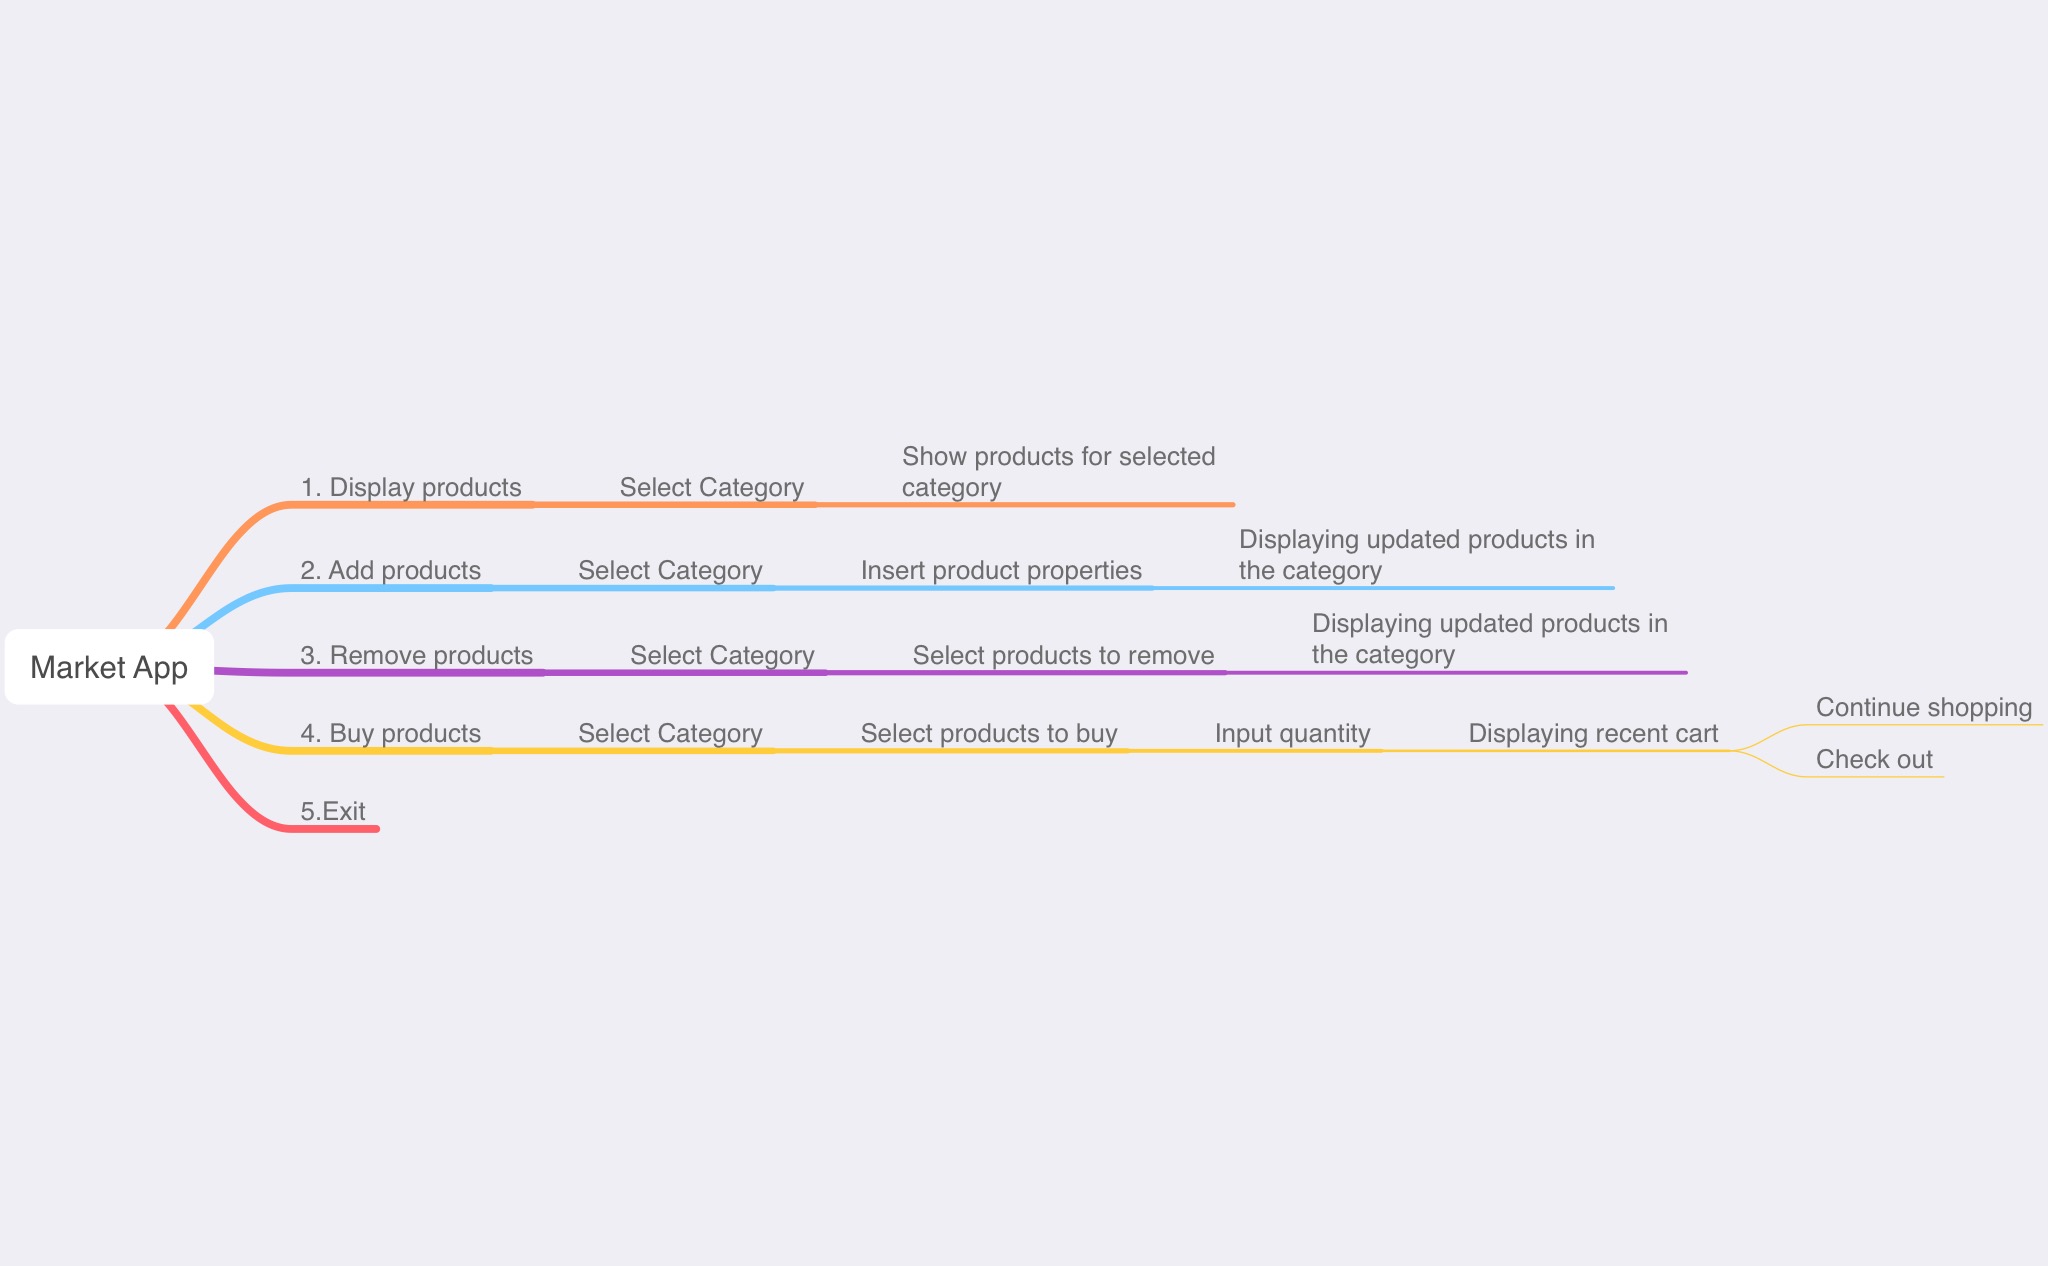 Market App
1. Display products
Select Category
Show products for selected
category
2. Add products
Select Category
Insert product properties
Displaying updated products in
the category
3. Remove products
Select Category
Select products to remove
Displaying updated products in
the category
4. Buy products
Select Category
Select products to buy
Input quantity
Displaying recent cart
Continue shopping
Check out
5.Exit